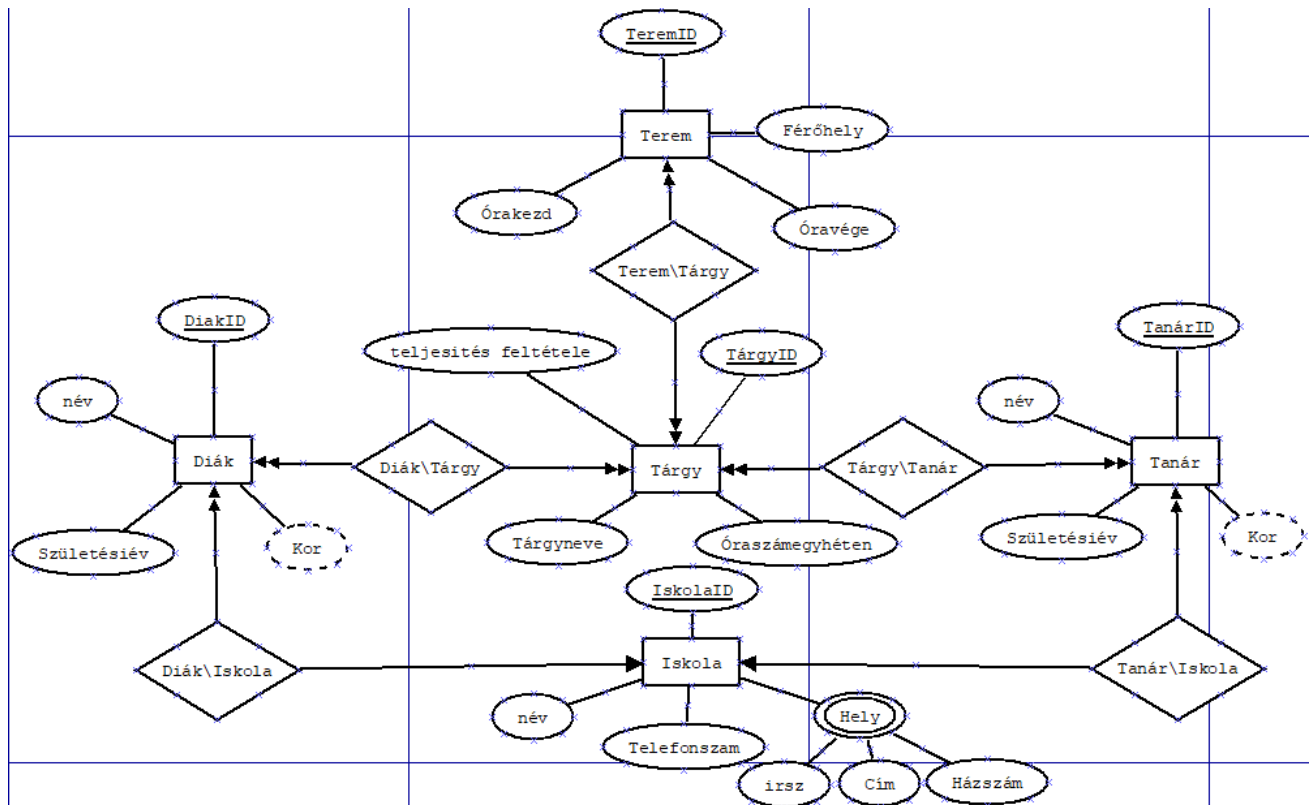 TeremID
Terem
Férőhely
Órakezd
Óravége
Terem\Tárgy
DiakID
teljesités feltétele
TárgyID
TanárID
név
név
Diák
Diák\Tárgy
Tárgy
Tárgy\Tanár
Tanár
Születésiév
Kor
Tárgyneve
Óraszámegyhéten
Születésiév
Kor
IskolaID
Diák\Iskola
Iskola
Tanár\Iskola
név
Telefonszam
Hely
irsz
Cím
Házszám